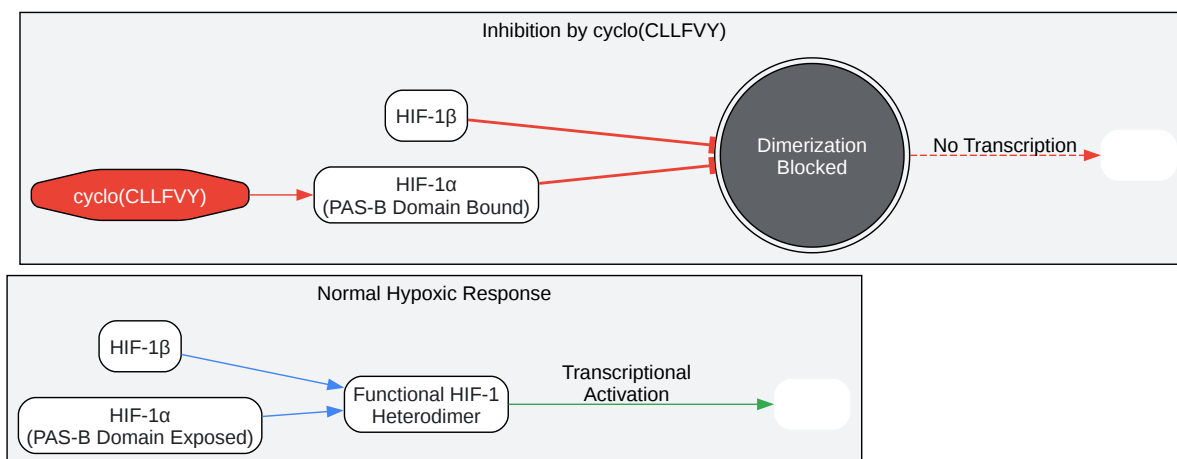 Inhibition by cyclo(CLLFVY)
HIF-1β
Dimerization
Blocked
No Transcription
cyclo(CLLFVY)
HIF-1α
(PAS-B Domain Bound)
Normal Hypoxic Response
HIF-1β
Transcriptional
Activation
Functional HIF-1
Heterodimer
HIF-1α
(PAS-B Domain Exposed)